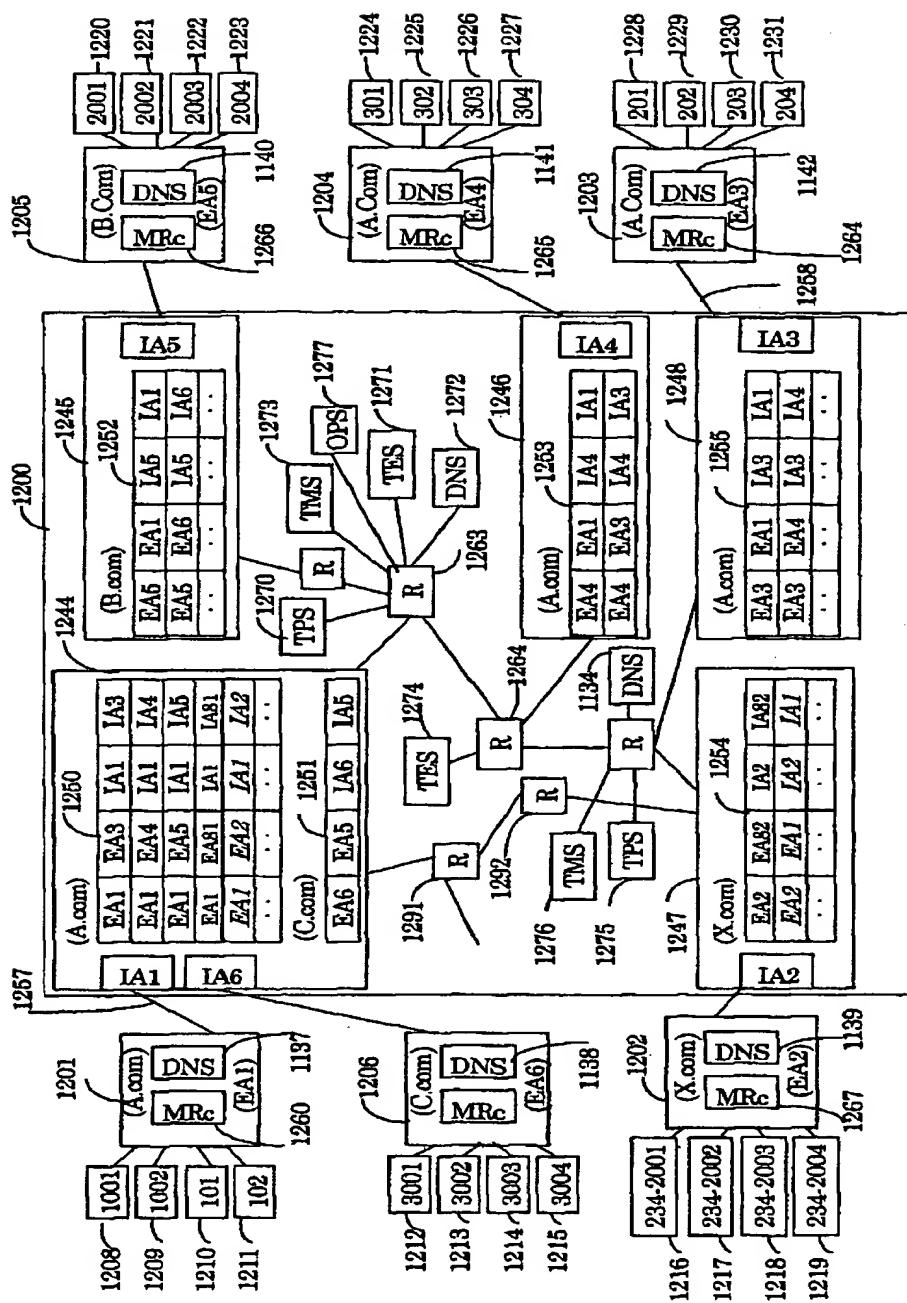 1200
1201
(A.com)
MRc
DNS
(EA1)
1137
1260
1001
1002
101
102
1208
1209
1210
1211
1206
(C.com)
MRc
DNS
(EA6)
1138
3001
3002
3003
3004
1212
1213
1214
1215
1202
(X.com)
MRc
DNS
(EA2)
1139
1267
234-2001
234-2002
234-2003
234-2004
1216
1217
1218
1219
1257
1244
IA1
IA6
(A.com)
1250
EA1 EA3 IA1 IA3
EA1 EA4 IA1 IA4
EA1 EA5 IA1 IA5
EA1 EA81 IA1 IA81
EA1 EA2 IA1 IA2
. . . .
(C.com)
1251
EA6 EA5 IA6 IA5
1245
(B.com)
1252
EA5 EA1 IA5 IA1
EA5 EA6 IA5 IA6
. . . .
IA5
1270
TPS
R
1273
TMS
OPS
1277
TES
1271
DNS
1272
R
1263
1274
TES
R
1264
1134
DNS
R
R
1291
R
1292
TMS
1276
TPS
1275
1246
(A.com)
1253
EA4 EA1 IA4 IA1
EA4 EA3 IA4 IA3
. . . .
IA4
1247
(X.com)
1254
EA2 EA82 IA2 IA82
EA2 EA1 IA2 IA1
. . . .
IA2
1248
(A.com)
1255
EA3 EA1 IA3 IA1
EA3 EA4 IA3 IA4
. . . .
IA3
1258
1205
(B.Com)
MRc
DNS
(EA5)
1140
1266
2001
2002
2003
2004
1220
1221
1222
1223
1204
(A.Com)
MRc
DNS
(EA4)
1141
1265
301
302
303
304
1224
1225
1226
1227
1203
(A.Com)
MRc
DNS
(EA3)
1142
1264
201
202
203
204
1228
1229
1230
1231